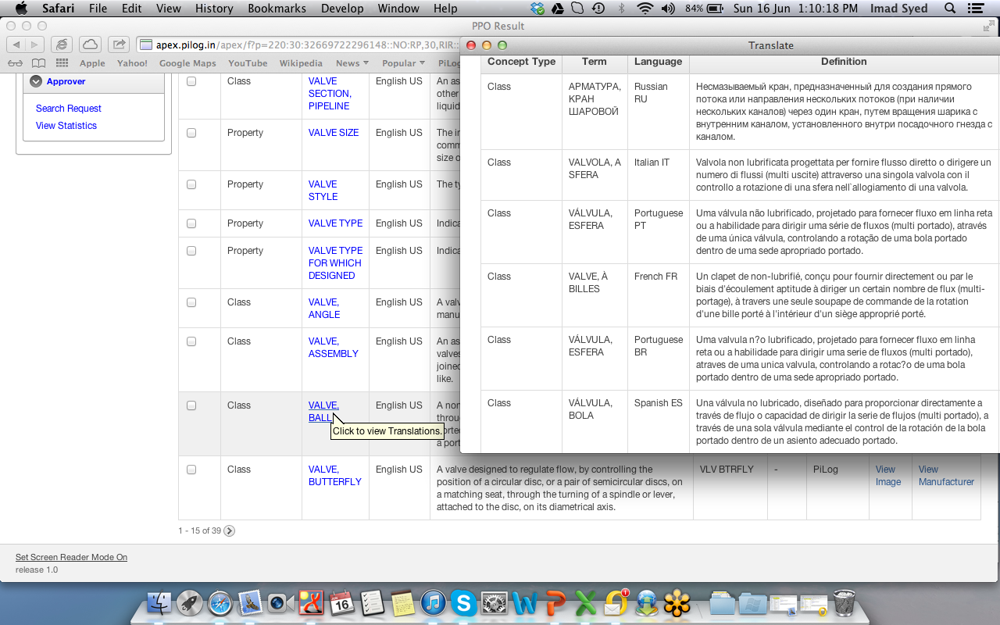 Safari File Edit View History Bookmarks Develop Window Help 84% Sun 16 Jun 1:10:18 PM Imad Syed
PPO Result
apex.pilog.in/apex/f?p=220:30:32669722296148::NO:RP,30,RIR::
Apple Yahoo! Google Maps YouTube Wikipedia News Popular PiLog
Approver
Search Request
View Statistics
Class
VALVE
SECTION,
PIPELINE
English US
An as
other
liquid
Property
VALVE SIZE
English US
The in
comm
size o
Property
VALVE
STYLE
English US
The ty
Property
VALVE TYPE
English US
Indica
Property
VALVE TYPE
FOR WHICH
DESIGNED
English US
Indica
Class
VALVE,
ANGLE
English US
A valv
manu
Class
VALVE,
ASSEMBLY
English US
An as
valves
joined
like.
Class
VALVE,
BALL
English US
A non
throu
orted
a port
Click to view Translations.
Class
VALVE,
BUTTERFLY
English US
A valve designed to regulate flow, by controlling the
position of a circular disc, or a pair of semicircular discs, on
a matching seat, through the turning of a spindle or lever,
attached to the disc, on its diametrical axis.
VLV BTRFLY
-
PiLog
View
Image
View
Manufacturer
1 - 15 of 39
Set Screen Reader Mode On
release 1.0
Translate
Concept Type Term Language Definition
Class
АРМАТУРА,
КРАН
ШАРОВОЙ
Russian
RU
Несмазываемый кран, предназначенный для создания прямого
потока или направления нескольких потоков (при наличии
нескольких каналов) через один кран, путем вращения шарика с
внутренним каналом, установленного внутри посадочного гнезда с
каналом.
Class
VALVOLA, A
SFERA
Italian IT
Valvola non lubrificata progettata per fornire flusso diretto o dirigere un
numero di flussi (multi uscite) attraverso una singola valvola con il
controllo a rotazione di una sfera nell`allogiamento di una valvola.
Class
VÁLVULA,
ESFERA
Portuguese
PT
Uma válvula não lubrificado, projetado para fornecer fluxo em linha reta
ou a habilidade para dirigir uma série de fluxos (multi portado), através
de uma única válvula, controlando a rotação de uma bola portado
dentro de uma sede apropriado portado.
Class
VALVE, À
BILLES
French FR
Un clapet de non-lubrifié, conçu pour fournir directement ou par le
biais d'écoulement aptitude à diriger un certain nombre de flux (multi-
portage), à travers une seule soupape de commande de la rotation
d'une bille porté à l'intérieur d'un siège approprié porté.
Class
VÁLVULA,
ESFERA
Portuguese
BR
Uma valvula n?o lubrificado, projetado para fornecer fluxo em linha
reta ou a habilidade para dirigir uma serie de fluxos (multi portado),
atraves de uma unica valvula, controlando a rotac?o de uma bola
portado dentro de uma sede apropriado portado.
Class
VÁLVULA,
BOLA
Spanish ES
Una válvula no lubricado, diseñado para proporcionar directamente a
través de flujo o capacidad de dirigir la serie de flujos (multi portado), a
través de una sola válvula mediante el control de la rotación de la bola
portado dentro de un asiento adecuado portado.